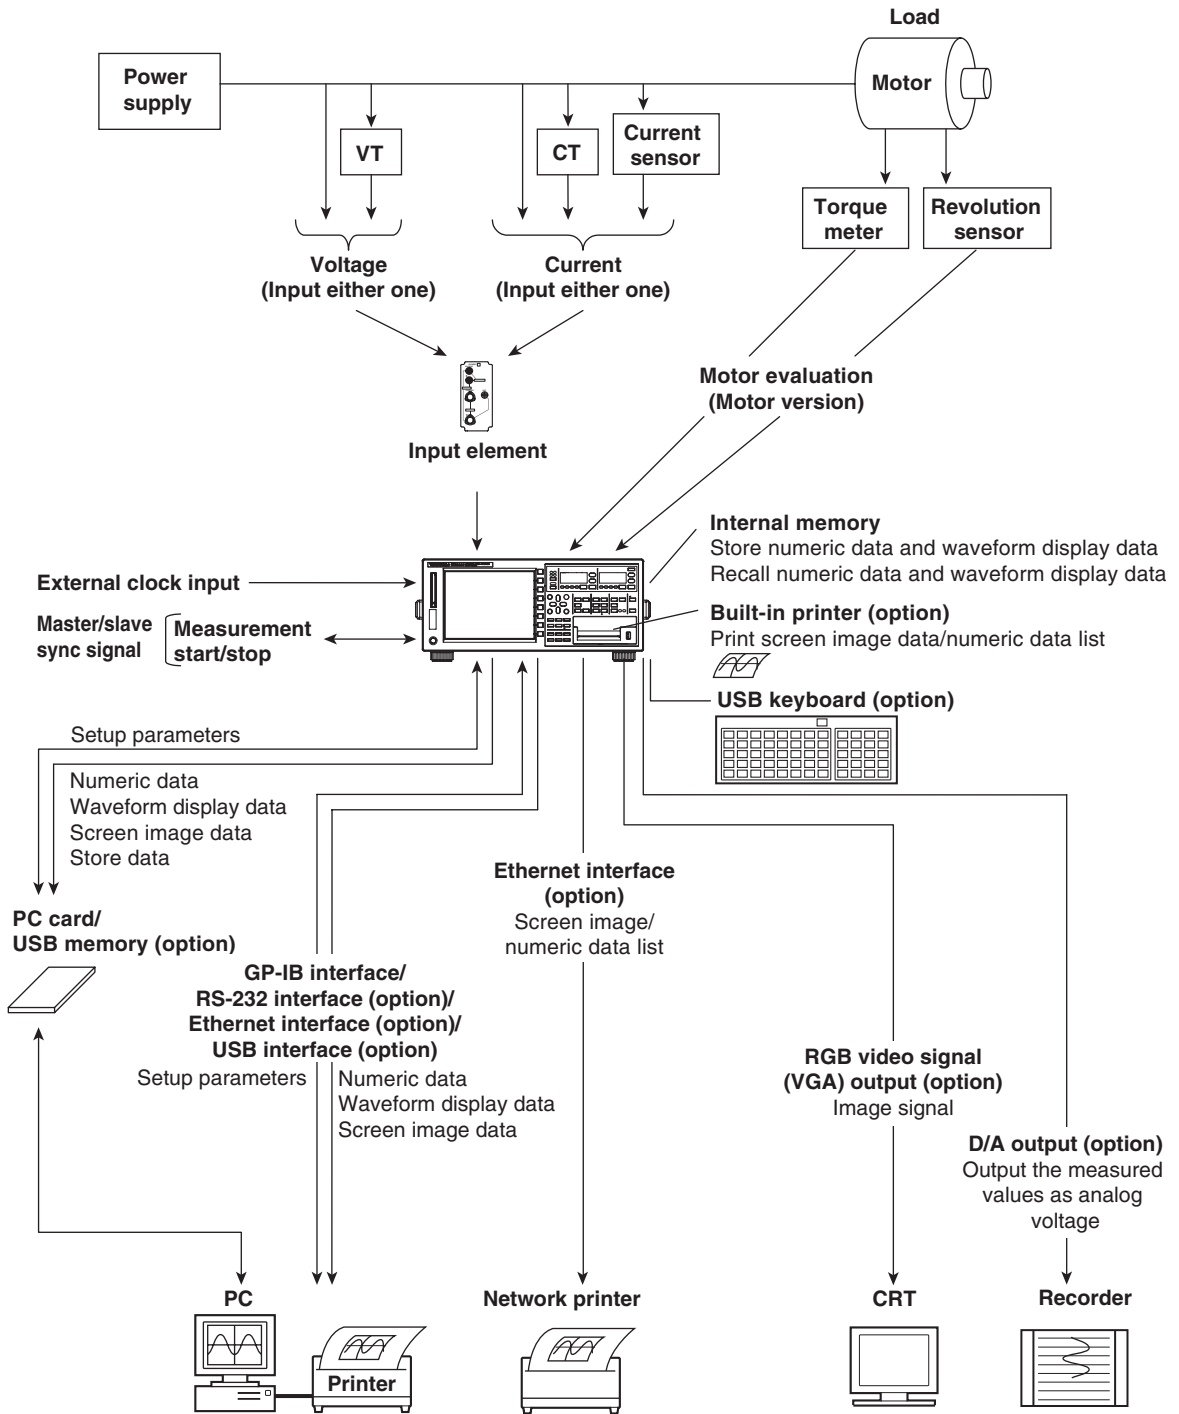 Load
Power
supply
Motor
VT
CT
Current
sensor
Torque
meter
Revolution
sensor
Voltage
(Input either one)
Current
(Input either one)
Motor evaluation
(Motor version)
Input element
Internal memory
Store numeric data and waveform display data
Recall numeric data and waveform display data
External clock input
Built-in printer (option)
Print screen image data/numeric data list
Master/slave
sync signal
Measurement
start/stop
USB keyboard (option)
Setup parameters
Numeric data
Waveform display data
Screen image data
Store data
Ethernet interface
(option)
Screen image/
numeric data list
PC card/
USB memory (option)
GP-IB interface/
RS-232 interface (option)/
Ethernet interface (option)/
USB interface (option)
Setup parameters
Numeric data
Waveform display data
Screen image data
RGB video signal
(VGA) output (option)
Image signal
D/A output (option)
Output the measured
values as analog
voltage
PC
Printer
Network printer
CRT
Recorder